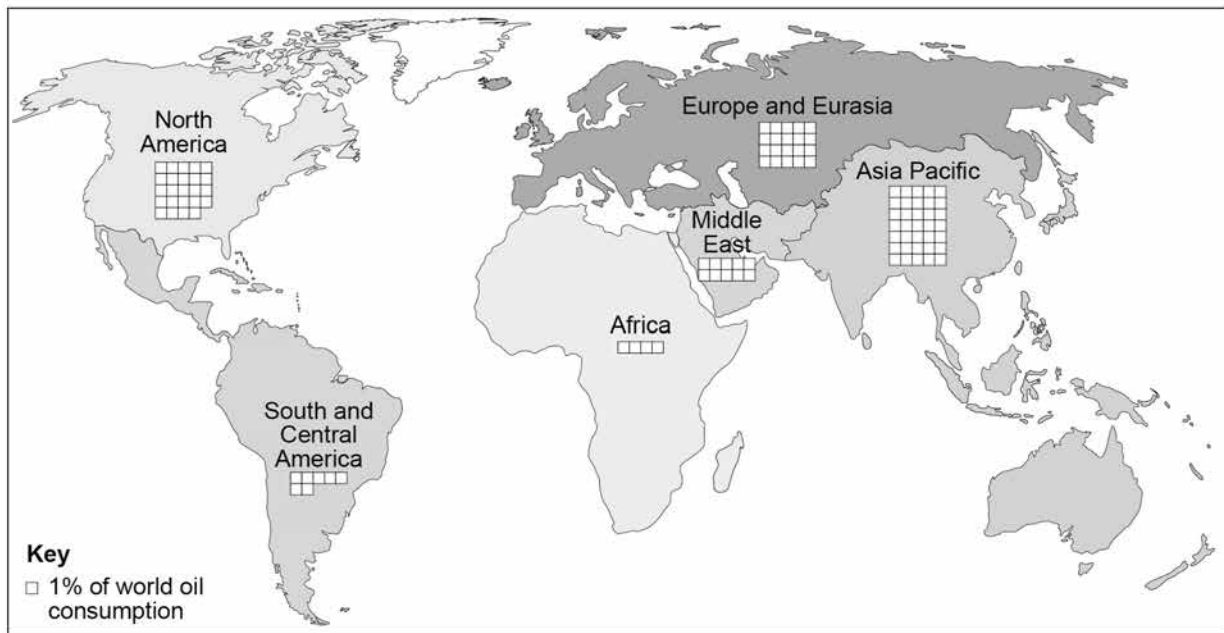 North
America
Europe and Eurasia
Asia Pacific
Middle
East
Africa
South and
Central
America
Key
1% of world oil
consumption